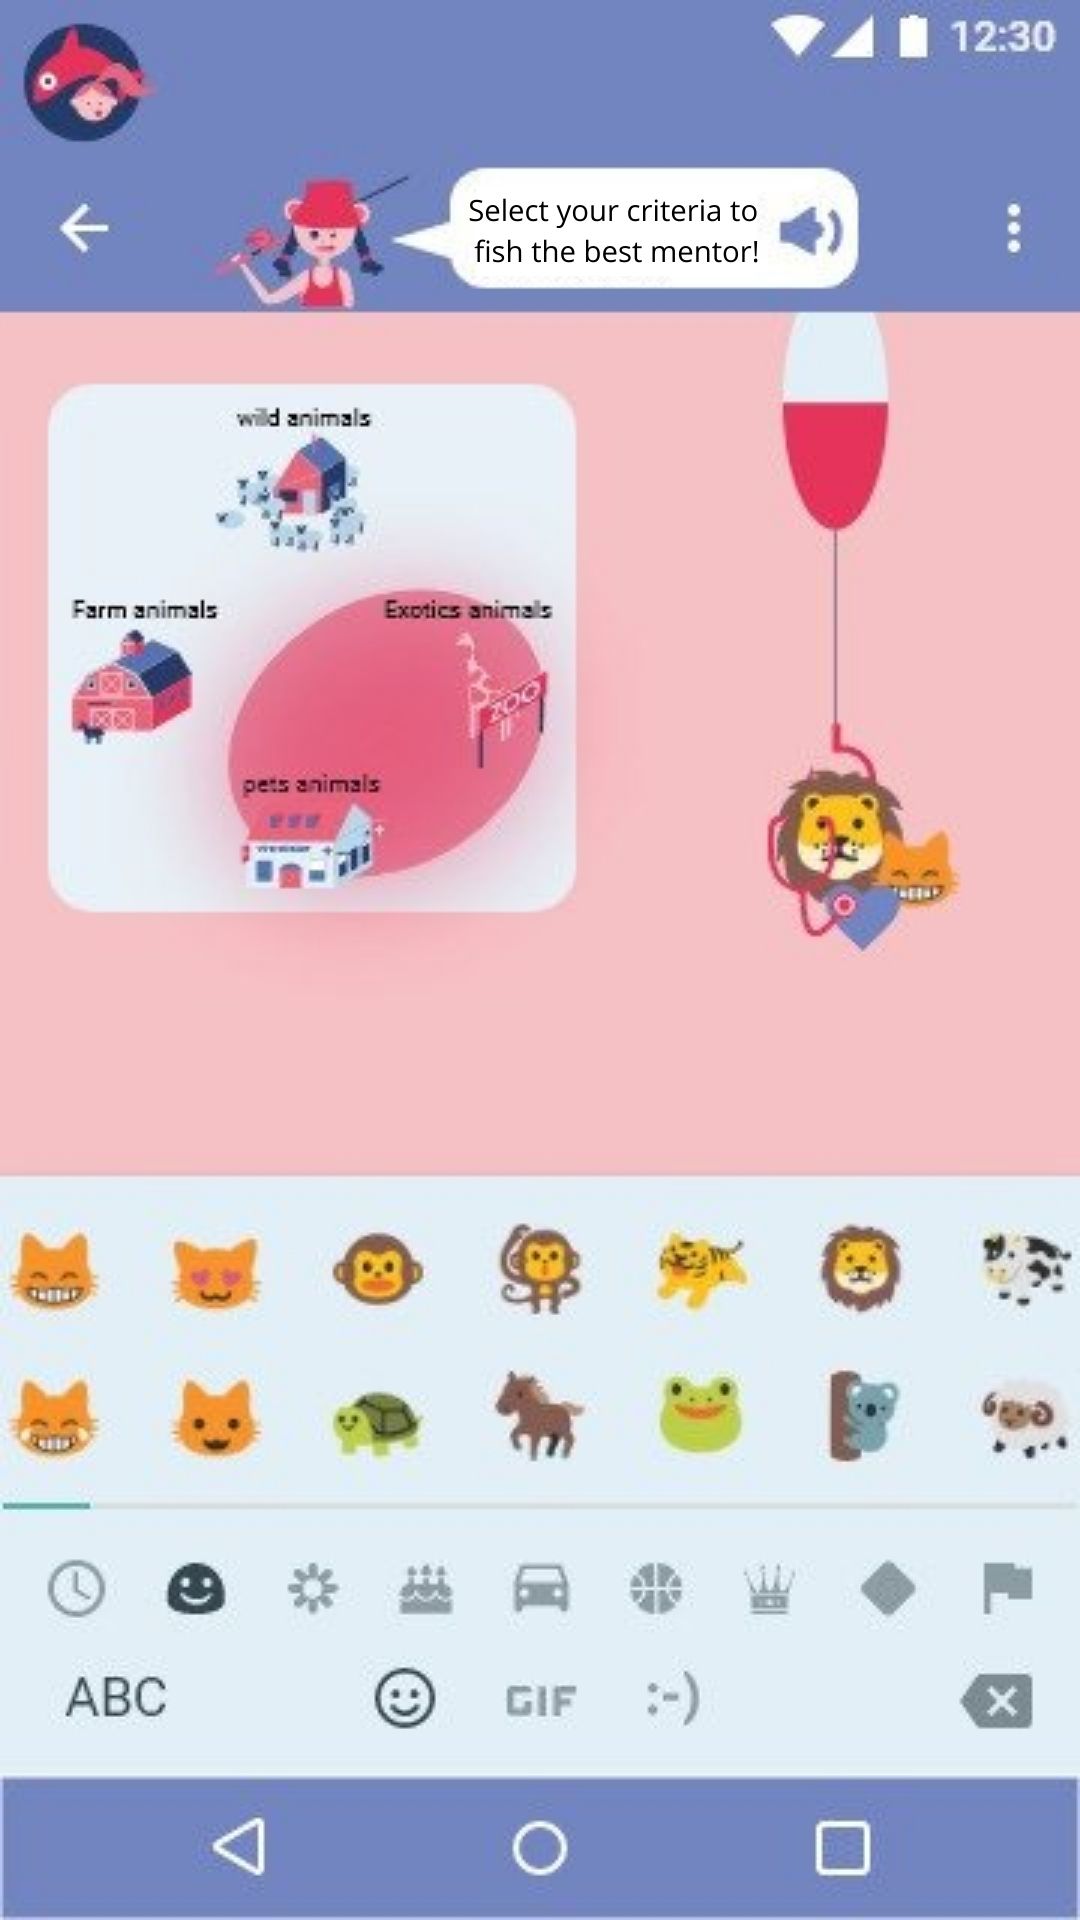 12:30
Select your criteria to
fish the best mentor!
wild animals
Farm animals
Exotics animals
ZOO
pets animals
ABC
GIF
:-)